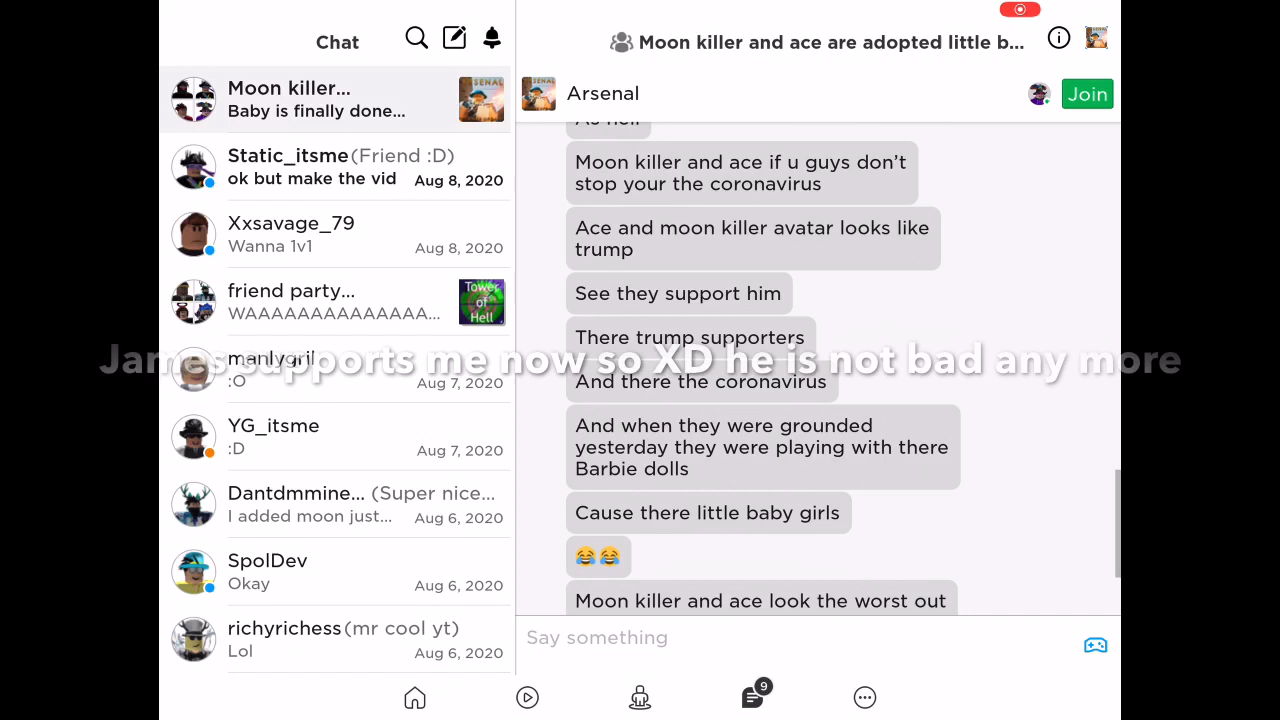 Chat
Moon killer...
Baby is finally done...
Static_itsme(Friend :D)
ok but make the vid Aug 8, 2020
Xxsavage_79
Wanna 1v1 Aug 8, 2020
friend party...
WAAAAAAAAAAAAAA...
Tower
of
Hell
manlygril
:O Aug 7, 2020
YG_itsme
:D Aug 7, 2020
Dantdmmine... (Super nice...
I added moon just... Aug 6, 2020
SpolDev
Okay Aug 6, 2020
richyrichess(mr cool yt)
Lol Aug 6, 2020
Moon killer and ace are adopted little b...
Arsenal
Join
As hell
Moon killer and ace if u guys don’t
stop your the coronavirus
Ace and moon killer avatar looks like
trump
See they support him
There trump supporters
James supports me now so XD he is not bad any more
And there the coronavirus
And when they were grounded
yesterday they were playing with there
Barbie dolls
Cause there little baby girls
😂😂
Moon killer and ace look the worst out
Say something
9